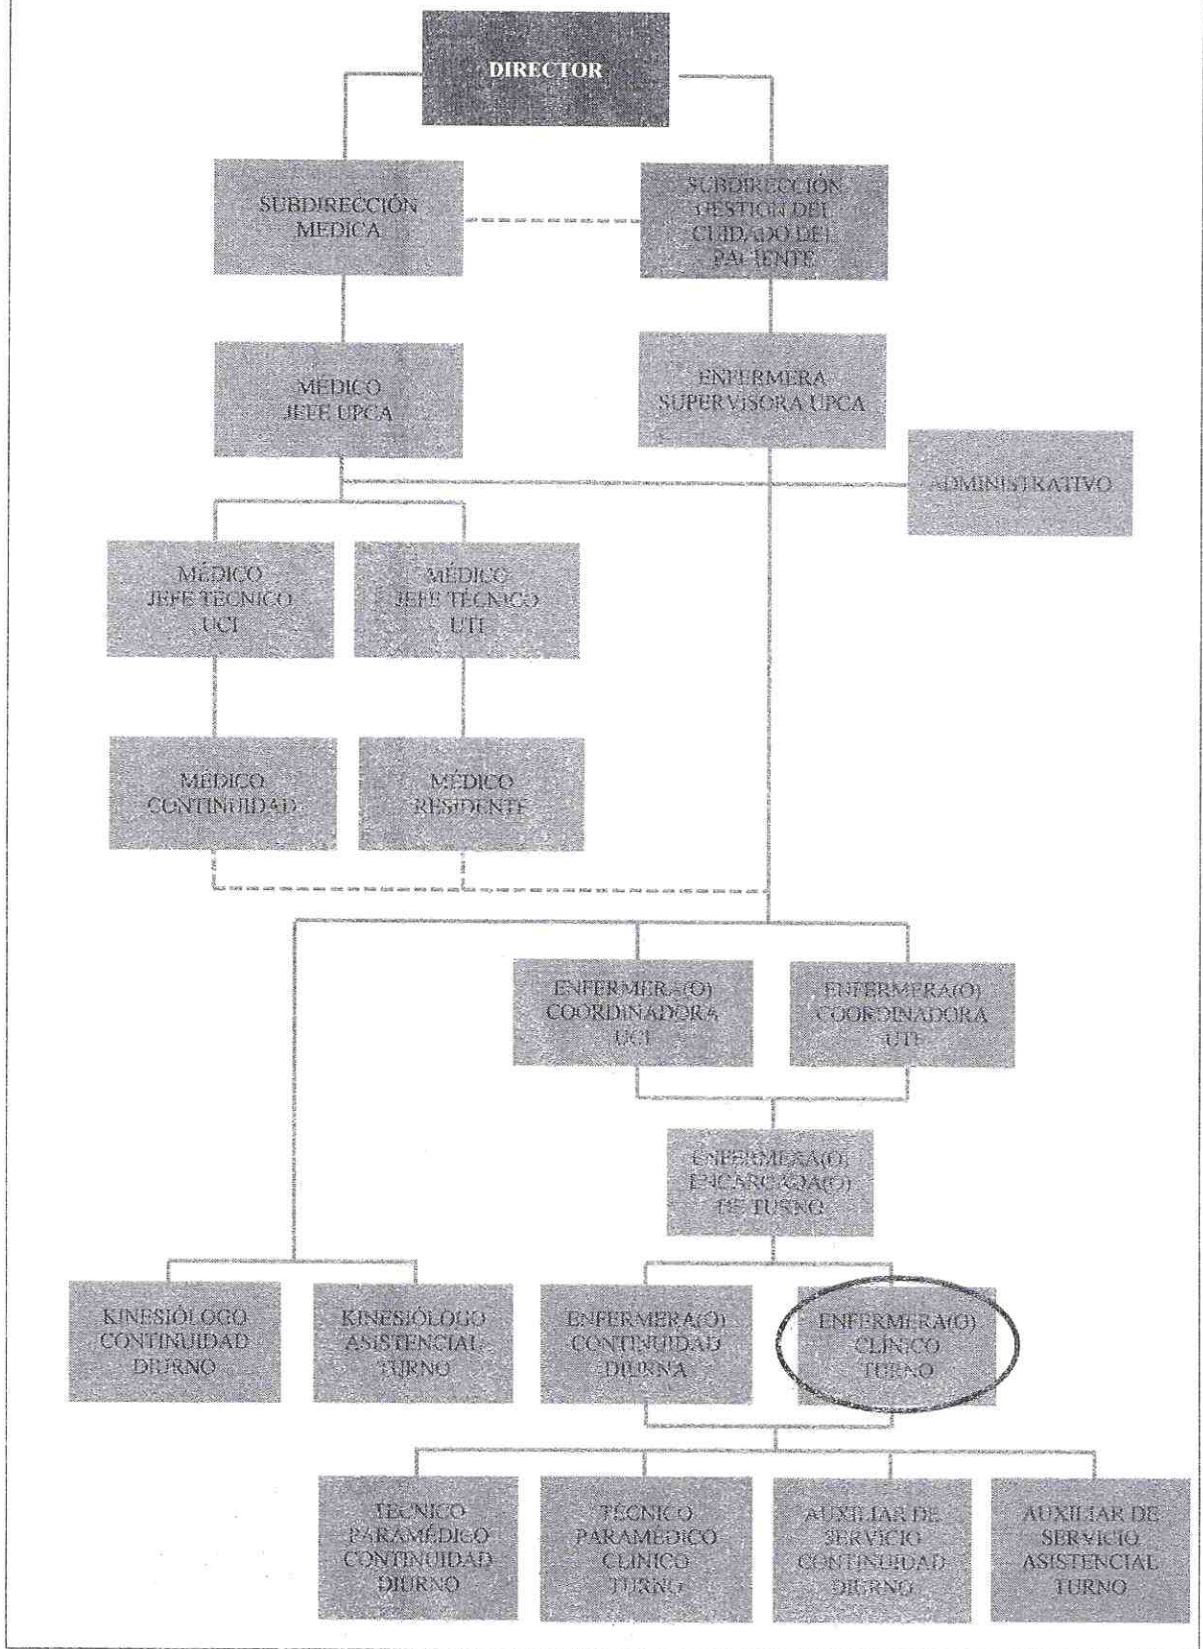 DIRECTOR
SUBDIRECCIÓN
MEDICA
SUBDIRECCIÓN
GESTION DEL
CUIDADO DEL
PACIENTE
MÉDICO
JEFE UPCA
ENFERMERA
SUPERVISORA UPCA
ADMINISTRATIVO
MÉDICO
JEFE TÉCNICO
UCI
MÉDICO
JEFE TÉCNICO
UTI
MÉDICO
CONTINUIDAD
MÉDICO
RESIDENTE
ENFERMERA(O)
COORDINADORA
UCI
ENFERMERA(O)
COORDINADORA
UTI
ENFERMERA(O)
ENCARGADA(O)
DE TURNO
KINESIÓLOGO
CONTINUIDAD
DIURNO
KINESIÓLOGO
ASISTENCIAL
TURNO
ENFERMERA(O)
CONTINUIDAD
DIURNA
ENFERMERA(O)
CLÍNICO
TURNO
TECNICO
PARAMÉDICO
CONTINUIDAD
DIURNO
TÉCNICO
PARAMEDICO
CLINICO
TURNO
AUXILIAR DE
SERVICIO
CONTINUIDAD
DIURNO
AUXILIAR DE
SERVICIO
ASISTENCIAL
TURNO